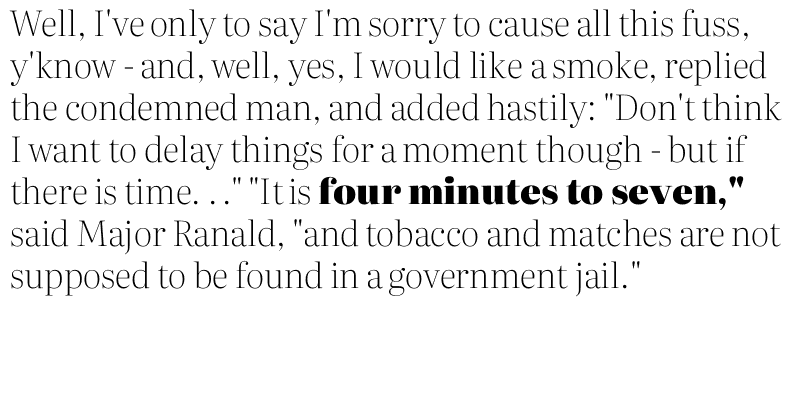 Well, I've only to say I'm sorry to cause all this fuss,
y'know - and, well, yes, I would like a smoke, replied
the condemned man, and added hastily: "Don't think
I want to delay things for a moment though - but if
there is time. . ." "It is four minutes to seven,"
said Major Ranald, "and tobacco and matches are not
supposed to be found in a government jail."